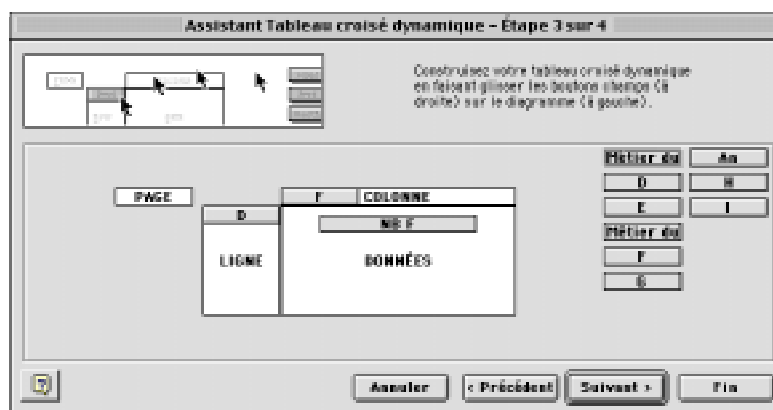 Assistant Tableau croisé dynamique – Étape 3 sur 4
Construisez votre tableau croisé dynamique
en faisant glisser les boutons champs (à
droite) sur le diagramme (à gauche).
Métier du An
D H
E I
Métier du
F
G
PAGE F COLONNE
D NB F
LIGNE DONNÉES
Annuler < Précédent Suivant > Fin